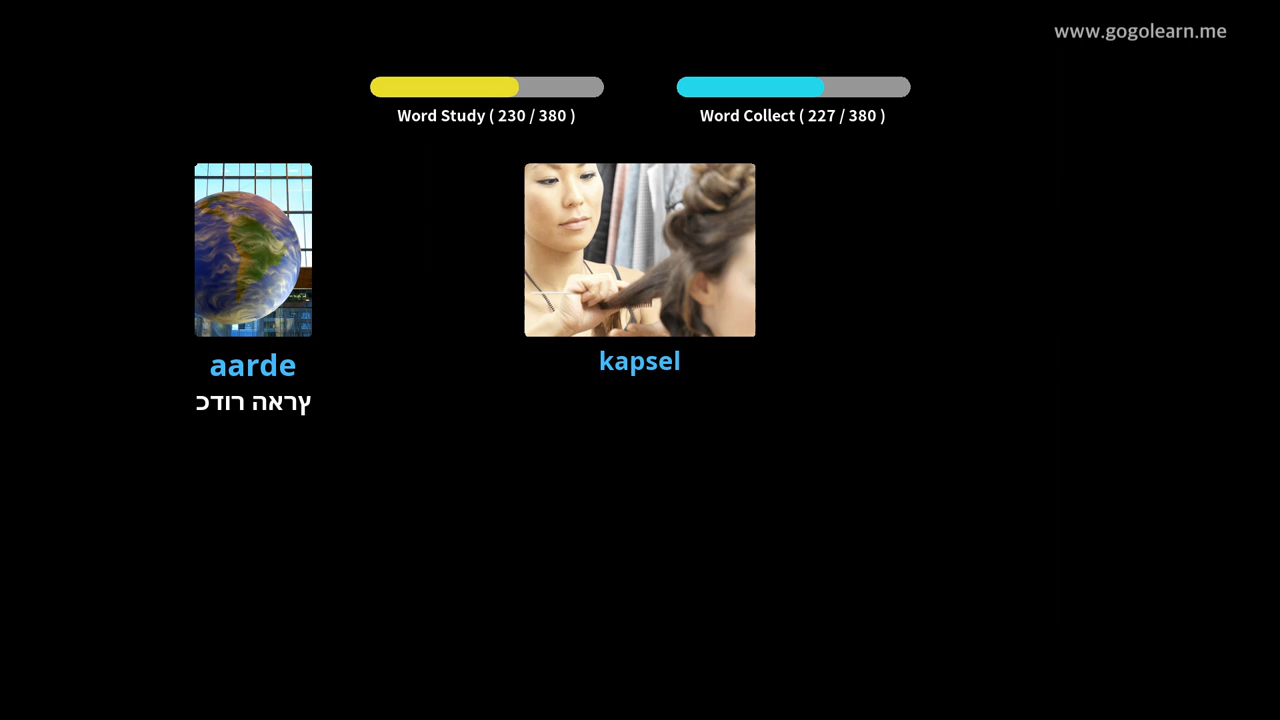 www.gogolearn.me
Word Study ( 230 / 380 )
Word Collect ( 227 / 380 )
aarde
ץראה רודכ
kapsel